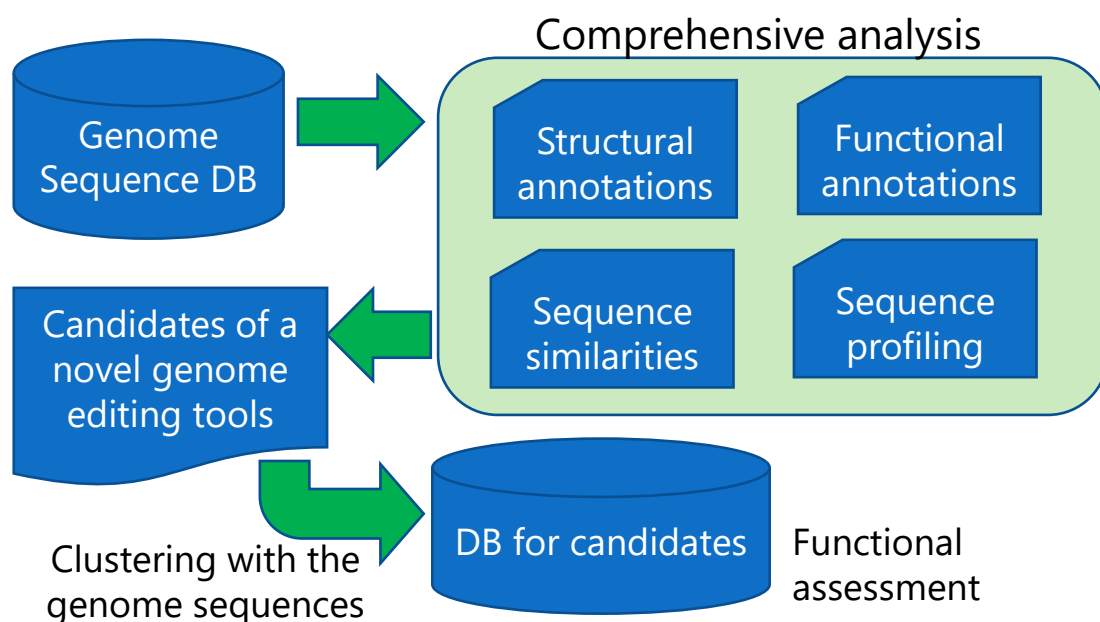 Comprehensive analysis
Genome
Sequence DB
Structural
annotations
Functional
annotations
Sequence
similarities
Sequence
profiling
Candidates of a
novel genome
editing tools
Clustering with the
genome sequences
DB for candidates
Functional
assessment